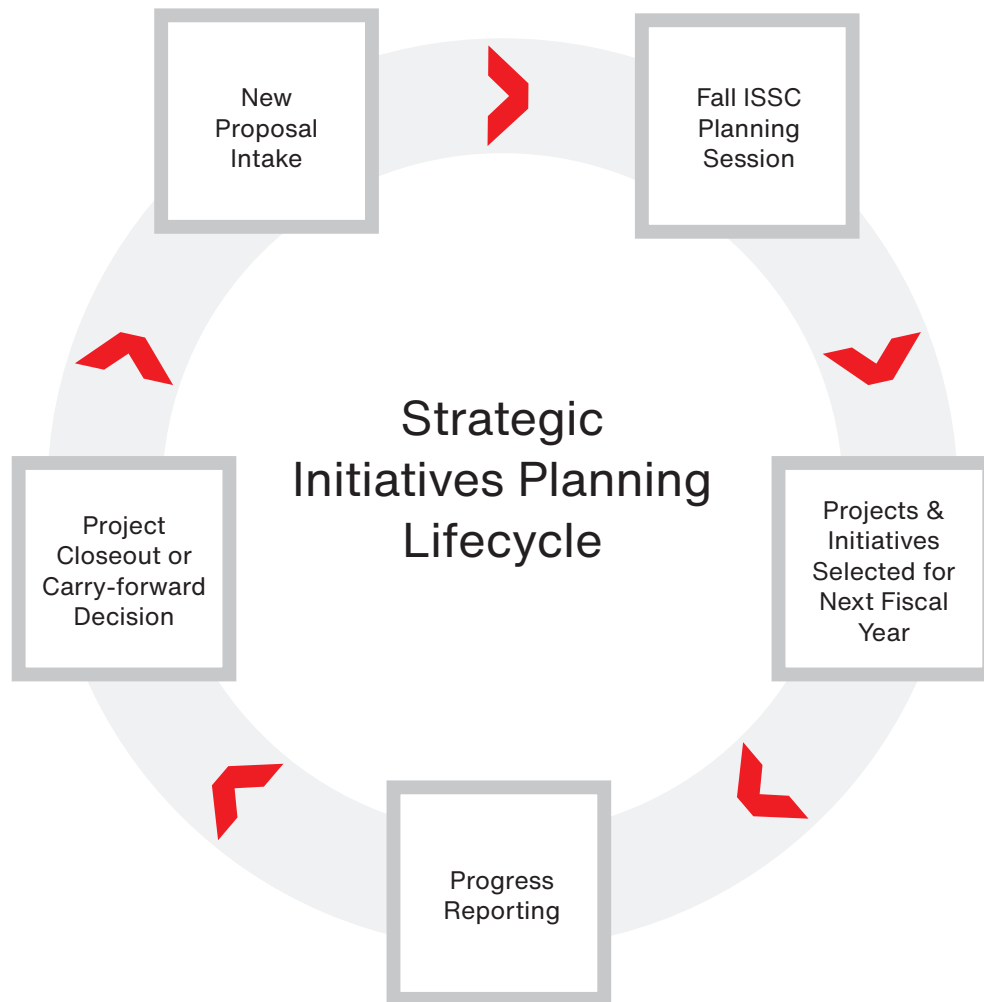 New
Proposal
Intake
Fall ISSC
Planning
Session
Strategic
Initiatives Planning
Lifecycle
Projects &
Initiatives
Selected for
Next Fiscal
Year
Progress
Reporting
Project
Closeout or
Carry-forward
Decision